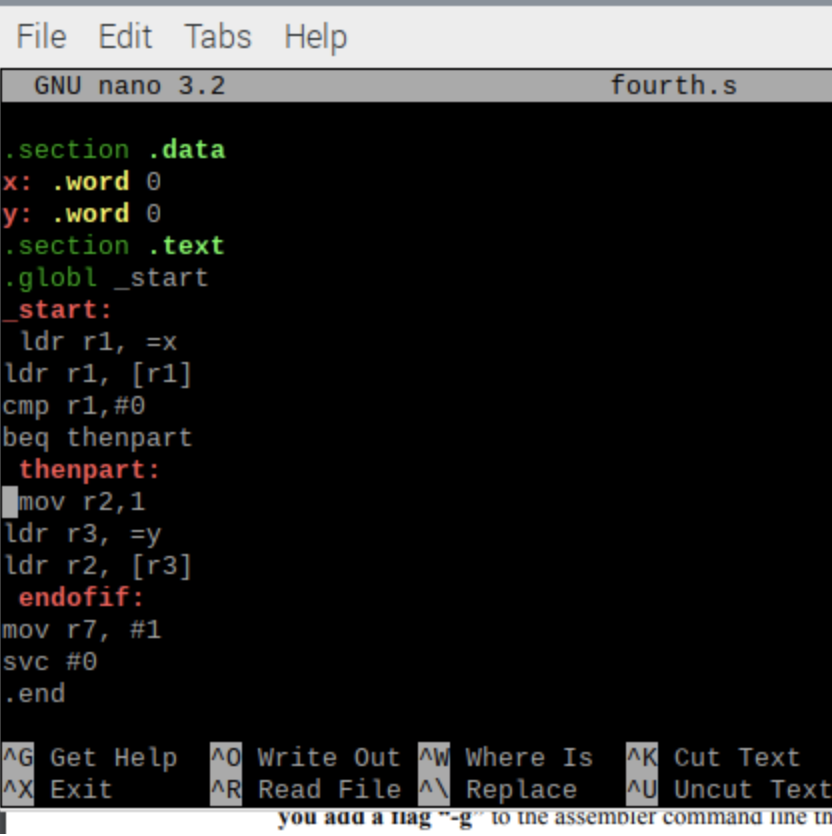 File Edit Tabs Help
GNU nano 3.2 fourth.s
.section .data
x: .word 0
y: .word 0
.section .text
.globl _start
_start:
ldr r1, =x
ldr r1, [r1]
cmp r1,#0
beq thenpart
thenpart:
mov r2,1
ldr r3, =y
ldr r2, [r3]
endofif:
mov r7, #1
svc #0
.end
^G Get Help ^O Write Out ^W Where Is ^K Cut Text
^X Exit ^R Read File ^\ Replace ^U Uncut Text
you add a flag “-g” to the assembler command line th